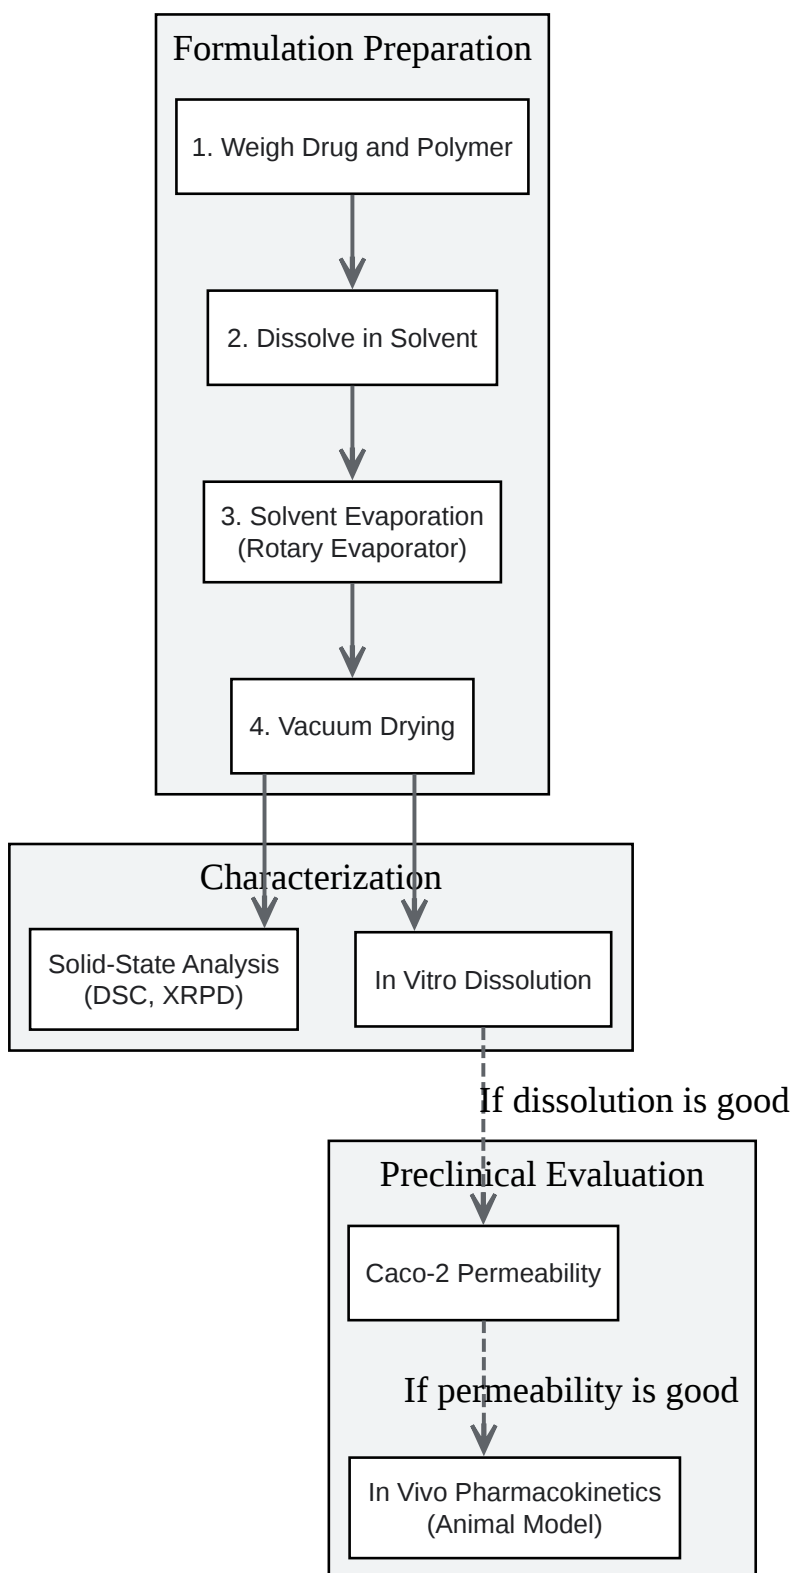 Formulation Preparation
1. Weigh Drug and Polymer
2. Dissolve in Solvent
3. Solvent Evaporation
(Rotary Evaporator)
4. Vacuum Drying
Characterization
Solid-State Analysis
(DSC, XRPD)
In Vitro Dissolution
If dissolution is good
Preclinical Evaluation
Caco-2 Permeability
If permeability is good
In Vivo Pharmacokinetics
(Animal Model)